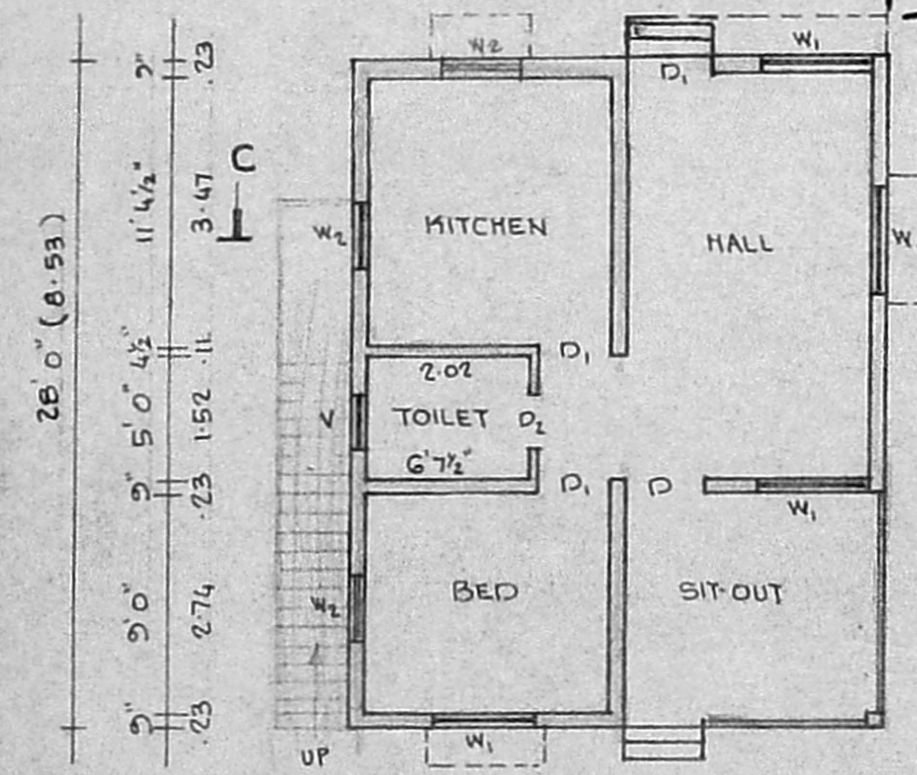 W2
W1
D1
9"
.23
C
11' 4½"
3.47
KITCHEN
HALL
W2
W
28' 0" (8.53)
4½"
.11
D1
2.02
5' 0"
1.52
V
TOILET
D2
6' 7½"
9"
.23
D1
D
W1
9' 0"
2.74
W2
BED
SIT-OUT
9"
.23
W1
UP